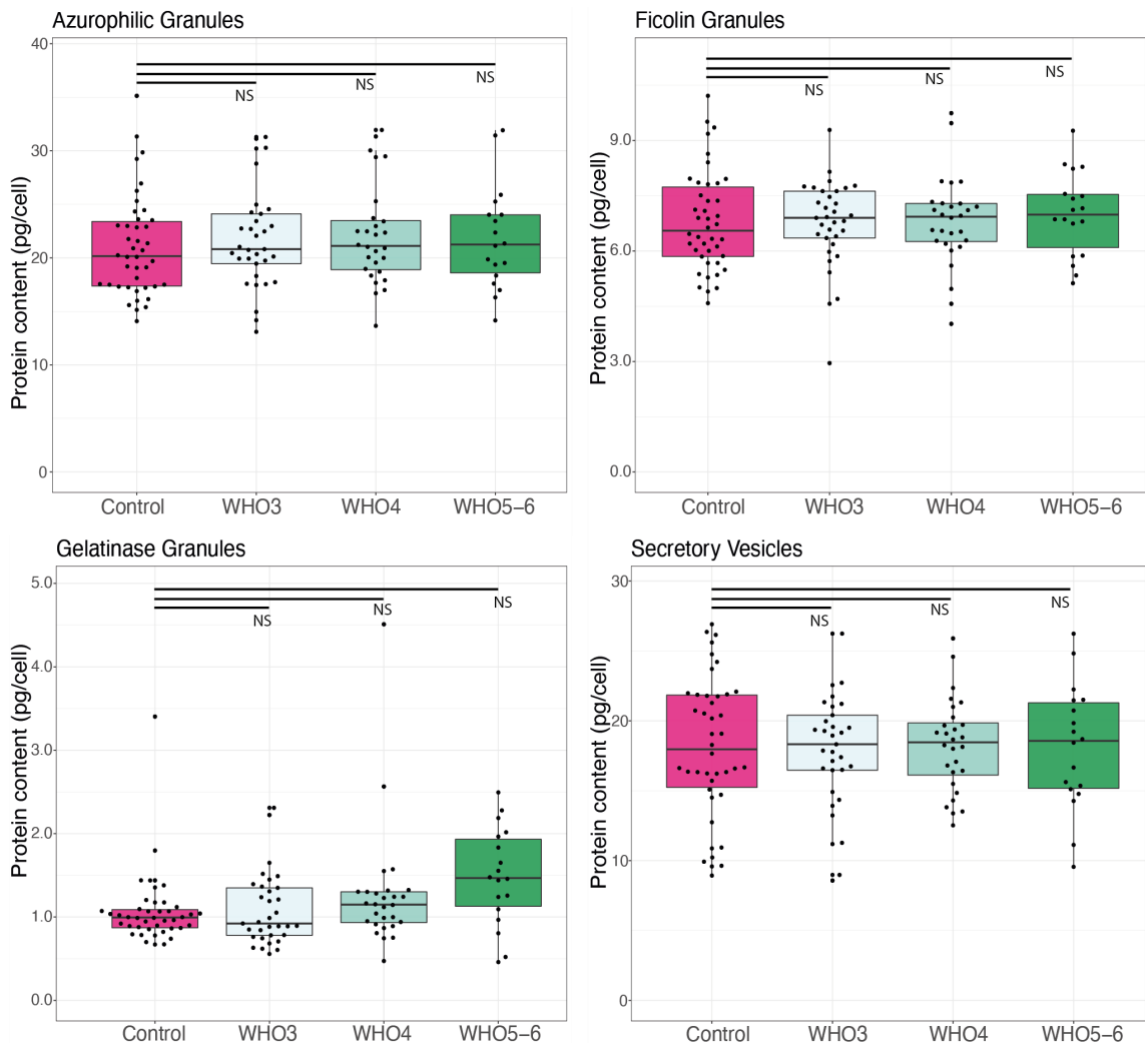 Azurophilic Granules
Protein content (pg/cell)
40
30
20
10
0
NS
NS
NS
Control WHO3 WHO4 WHO5–6
Ficolin Granules
Protein content (pg/cell)
9.0
6.0
3.0
0.0
NS
NS
NS
Control WHO3 WHO4 WHO5–6
Gelatinase Granules
Protein content (pg/cell)
5.0
4.0
3.0
2.0
1.0
0.0
NS
NS
NS
Control WHO3 WHO4 WHO5–6
Secretory Vesicles
Protein content (pg/cell)
30
20
10
0
NS
NS
NS
Control WHO3 WHO4 WHO5–6